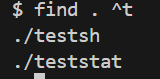 $ find . ^t
./testsh
./teststat